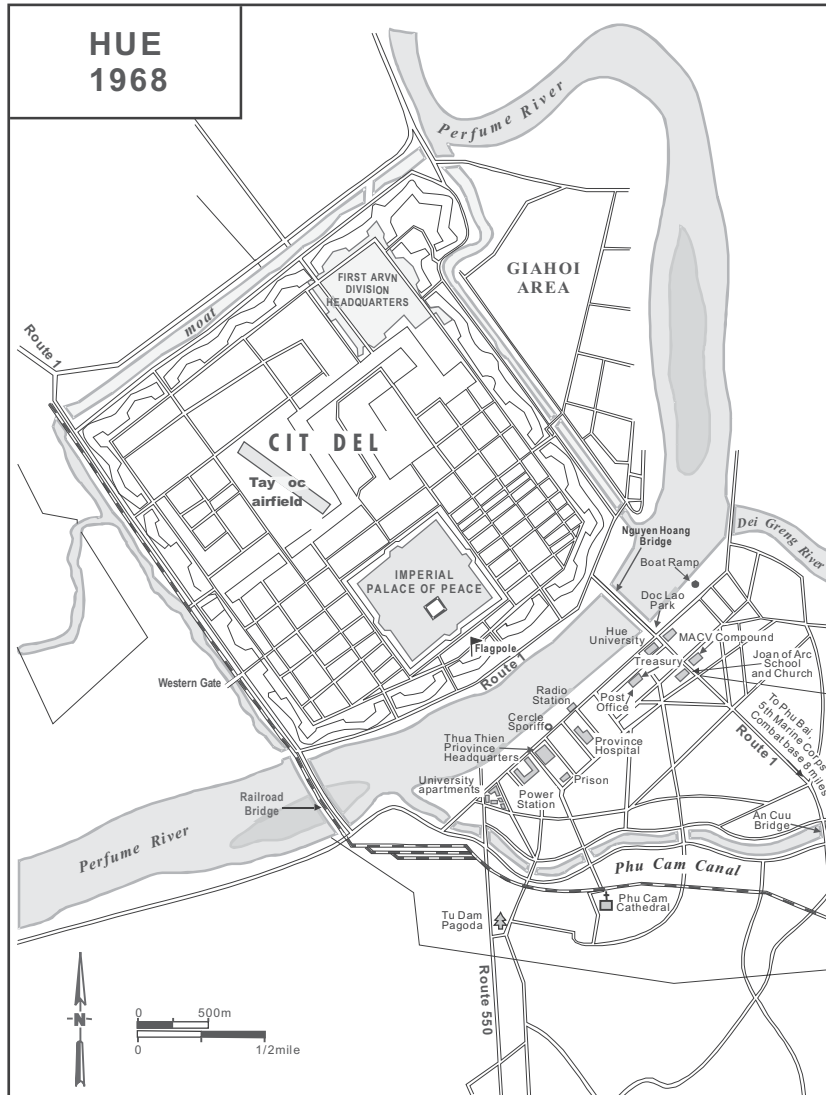 HUE
1968
Perfume River
GIAHOI
AREA
FIRST ARVN
DIVISION
HEADQUARTERS
moat
Route 1
CIT DEL
Tay oc
airfield
IMPERIAL
PALACE OF PEACE
Flagpole
Route 1
Western Gate
Nguyen Hoang
Bridge
Dei Greng River
Boat Ramp
Doc Lao
Park
Hue
University
MACV Compound
Treasury
Joan of Arc
School
and Church
Post
Office
Radio
Station
Cercle
Sporiff
Province
Hospital
Thua Thien
Priovince
Headquarters
Prison
Power
Station
University
apartments
To Phu Bai,
5th Marine Corps
Combat base 8 miles
Route 1
An Cuu
Bridge
Railroad
Bridge
Perfume River
Phu Cam Canal
Phu Cam
Cathedral
Tu Dam
Pagoda
Route 550
N
0 500m
0 1/2mile